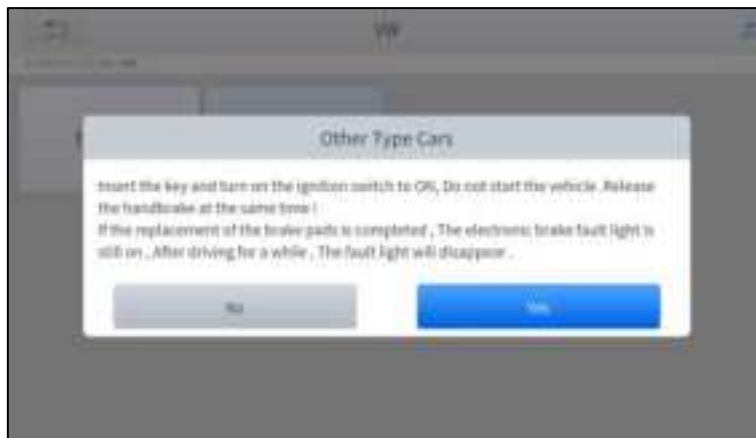 VW
Other Type Cars
Insert the key and turn on the ignition switch to ON, Do not start the vehicle .Release
the handbrake at the same time !
If the replacement of the brake pads is completed , The electronic brake fault light is
still on , After driving for a while , The fault light will disappear .
No
Yes